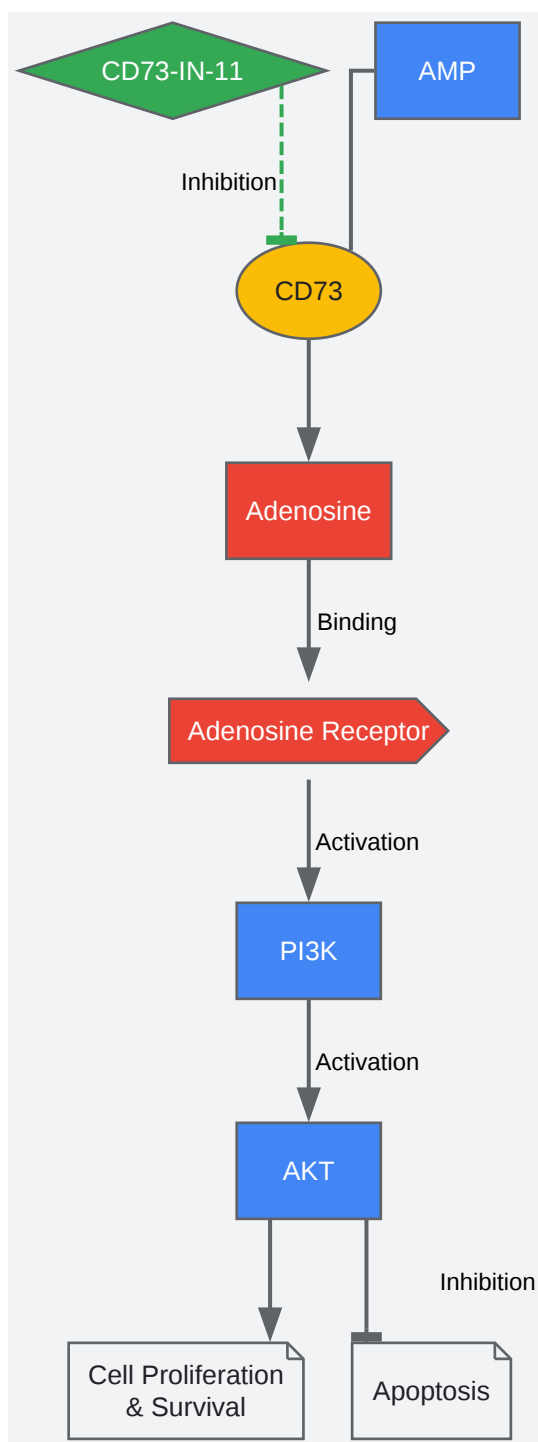 CD73-IN-11
AMP
Inhibition
CD73
Adenosine
Binding
Adenosine Receptor
Activation
PI3K
Activation
AKT
Inhibition
Cell Proliferation
& Survival
Apoptosis